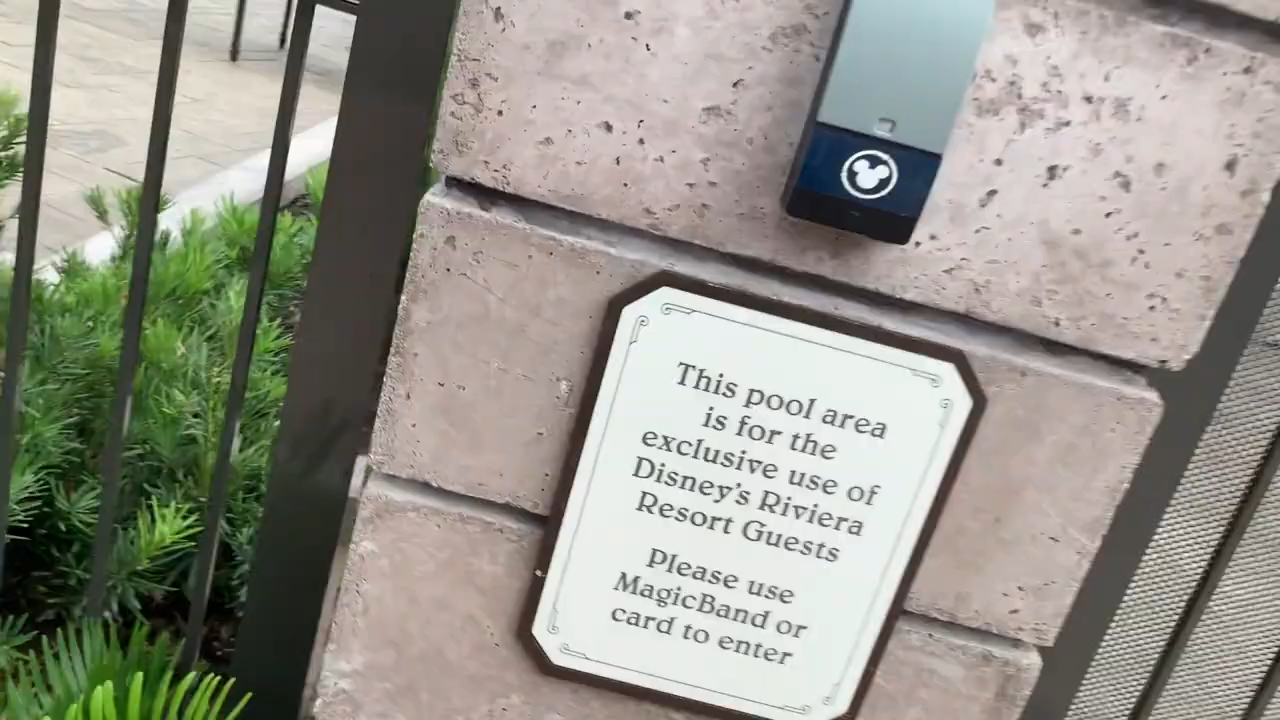 This pool area
is for the
exclusive use of
Disney's Riviera
Resort Guests
Please use
MagicBand or
card to enter